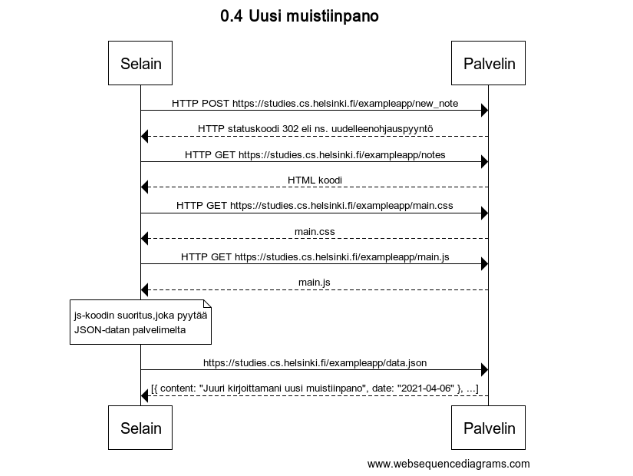 0.4 Uusi muistiinpano
Selain
Palvelin
HTTP POST https://studies.cs.helsinki.fi/exampleapp/new_note
HTTP statuskoodi 302 eli ns. uudelleenohjauspyyntö
HTTP GET https://studies.cs.helsinki.fi/exampleapp/notes
HTML koodi
HTTP GET https://studies.cs.helsinki.fi/exampleapp/main.css
main.css
HTTP GET https://studies.cs.helsinki.fi/exampleapp/main.js
main.js
js-koodin suoritus,joka pyytää
JSON-datan palvelimelta
https://studies.cs.helsinki.fi/exampleapp/data.json
[{ content: "Juuri kirjoittamani uusi muistiinpano", date: "2021-04-06" }, ...]
Selain
Palvelin
www.websequencediagrams.com